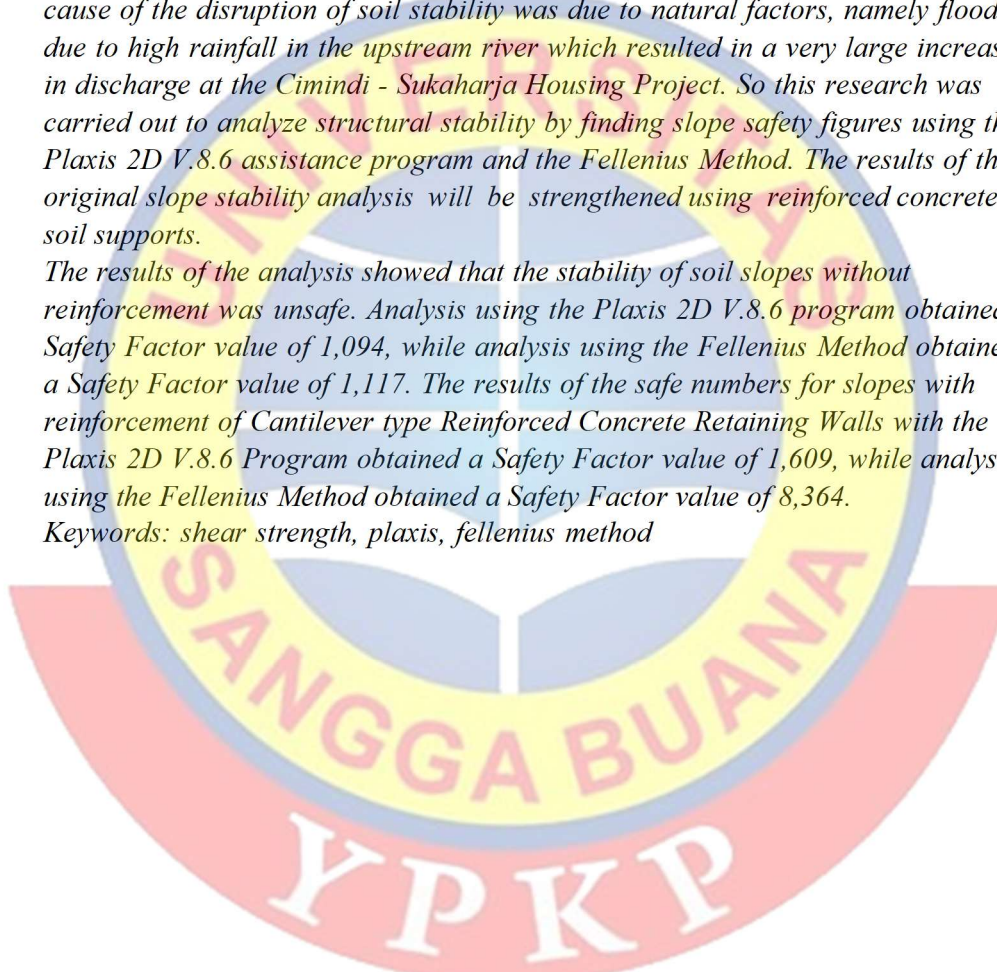 cause of the disruption of soil stability was due to natural factors, namely flood
due to high rainfall in the upstream river which resulted in a very large increas
in discharge at the Cimindi - Sukaharja Housing Project. So this research was
carried out to analyze structural stability by finding slope safety figures using th
Plaxis 2D V.8.6 assistance program and the Fellenius Method. The results of th
original slope stability analysis will be strengthened using reinforced concrete
soil supports.
The results of the analysis showed that the stability of soil slopes without
reinforcement was unsafe. Analysis using the Plaxis 2D V.8.6 program obtained
Safety Factor value of 1,094, while analysis using the Fellenius Method obtaine
a Safety Factor value of 1,117. The results of the safe numbers for slopes with
reinforcement of Cantilever type Reinforced Concrete Retaining Walls with the
Plaxis 2D V.8.6 Program obtained a Safety Factor value of 1,609, while analys
using the Fellenius Method obtained a Safety Factor value of 8,364.
Keywords: shear strength, plaxis, fellenius method
UNIVERSITAS
SANGGA BUANA
YPKP